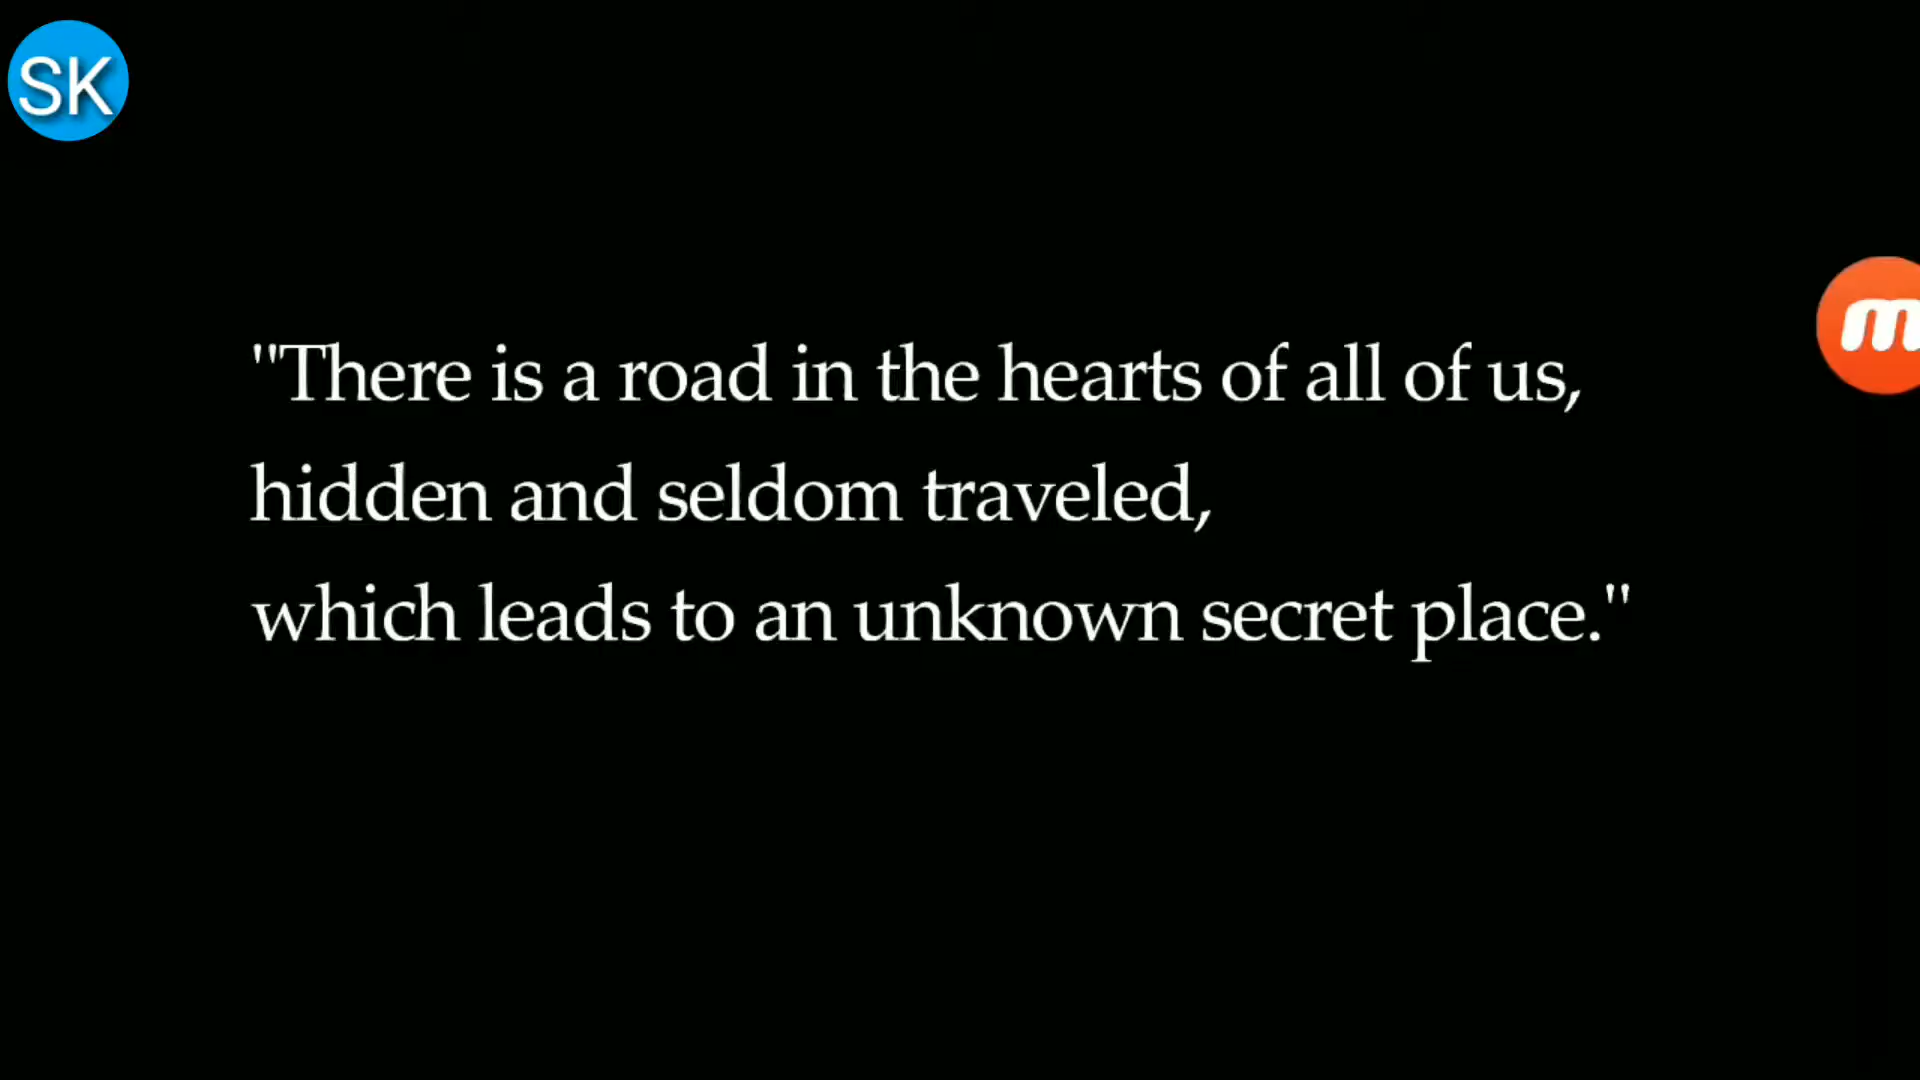 SK
"There is a road in the hearts of all of us,
hidden and seldom traveled,
which leads to an unknown secret place."
m